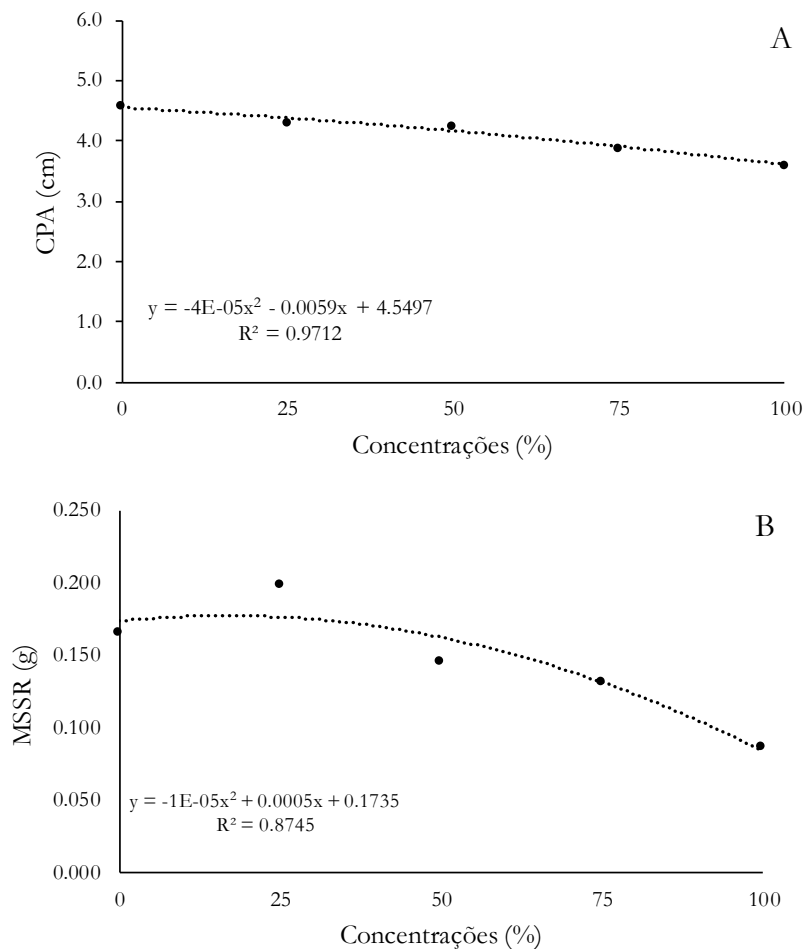 A
6.0
5.0
4.0
3.0
2.0
1.0
0.0
CPA (cm)
y = -4E-05x² - 0.0059x + 4.5497
R² = 0.9712
0 25 50 75 100
Concentrações (%)
B
0.250
0.200
0.150
0.100
0.050
0.000
MSSR (g)
y = -1E-05x² + 0.0005x + 0.1735
R² = 0.8745
0 25 50 75 100
Concentrações (%)